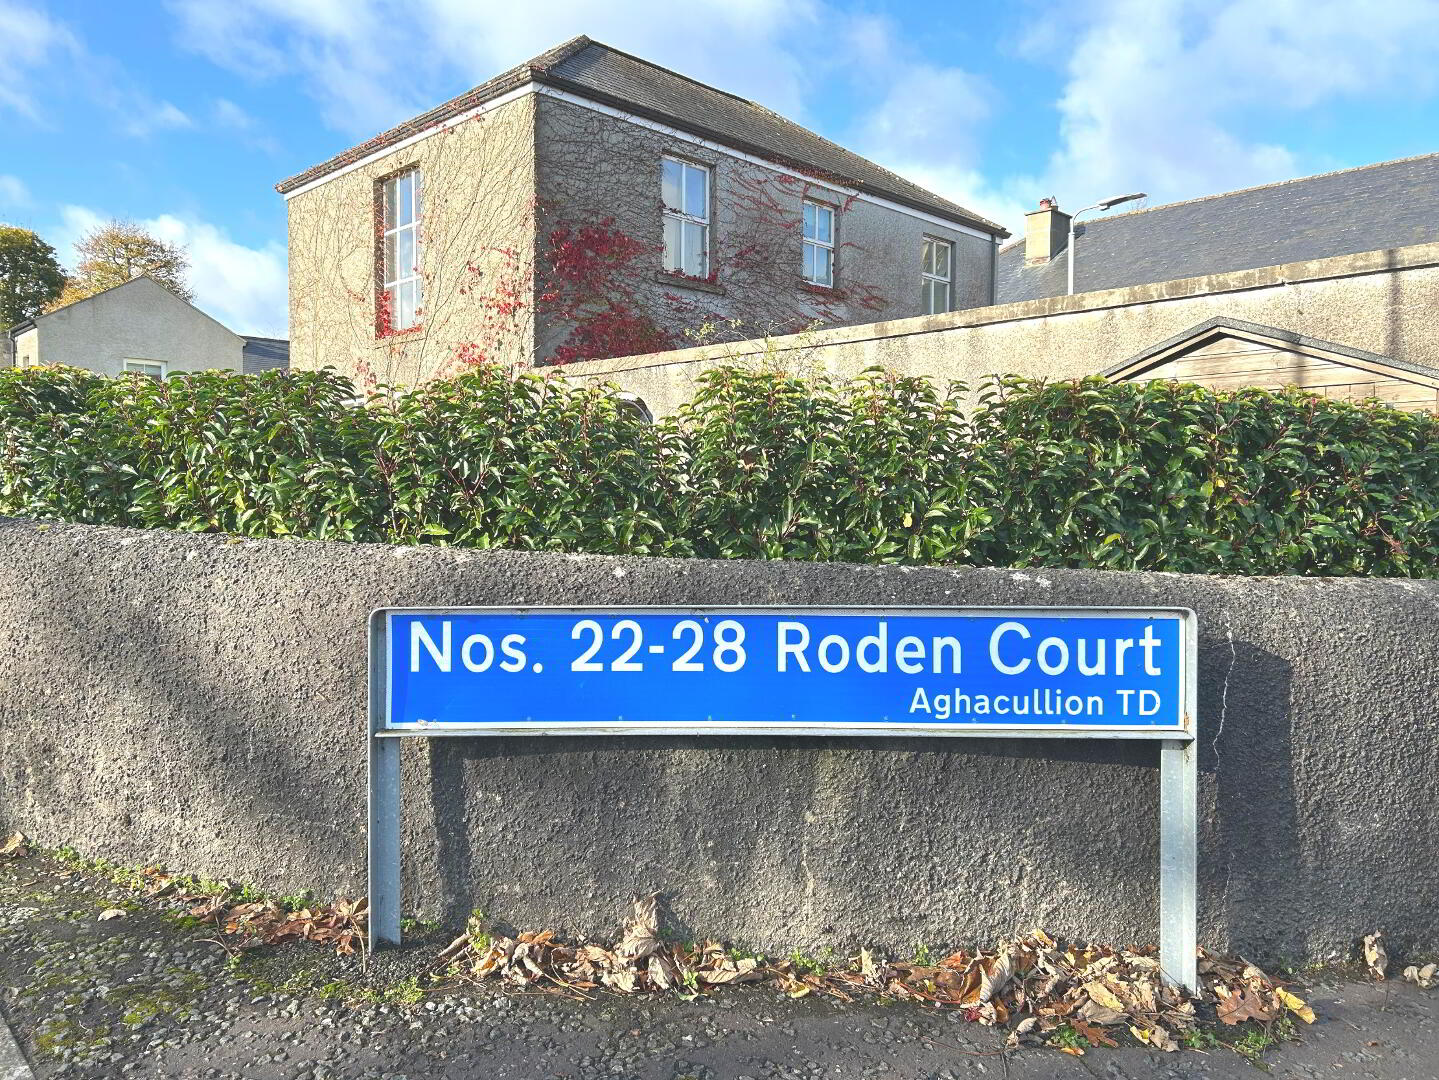 Nos. 22-28 Roden Court
Aghacullion TD